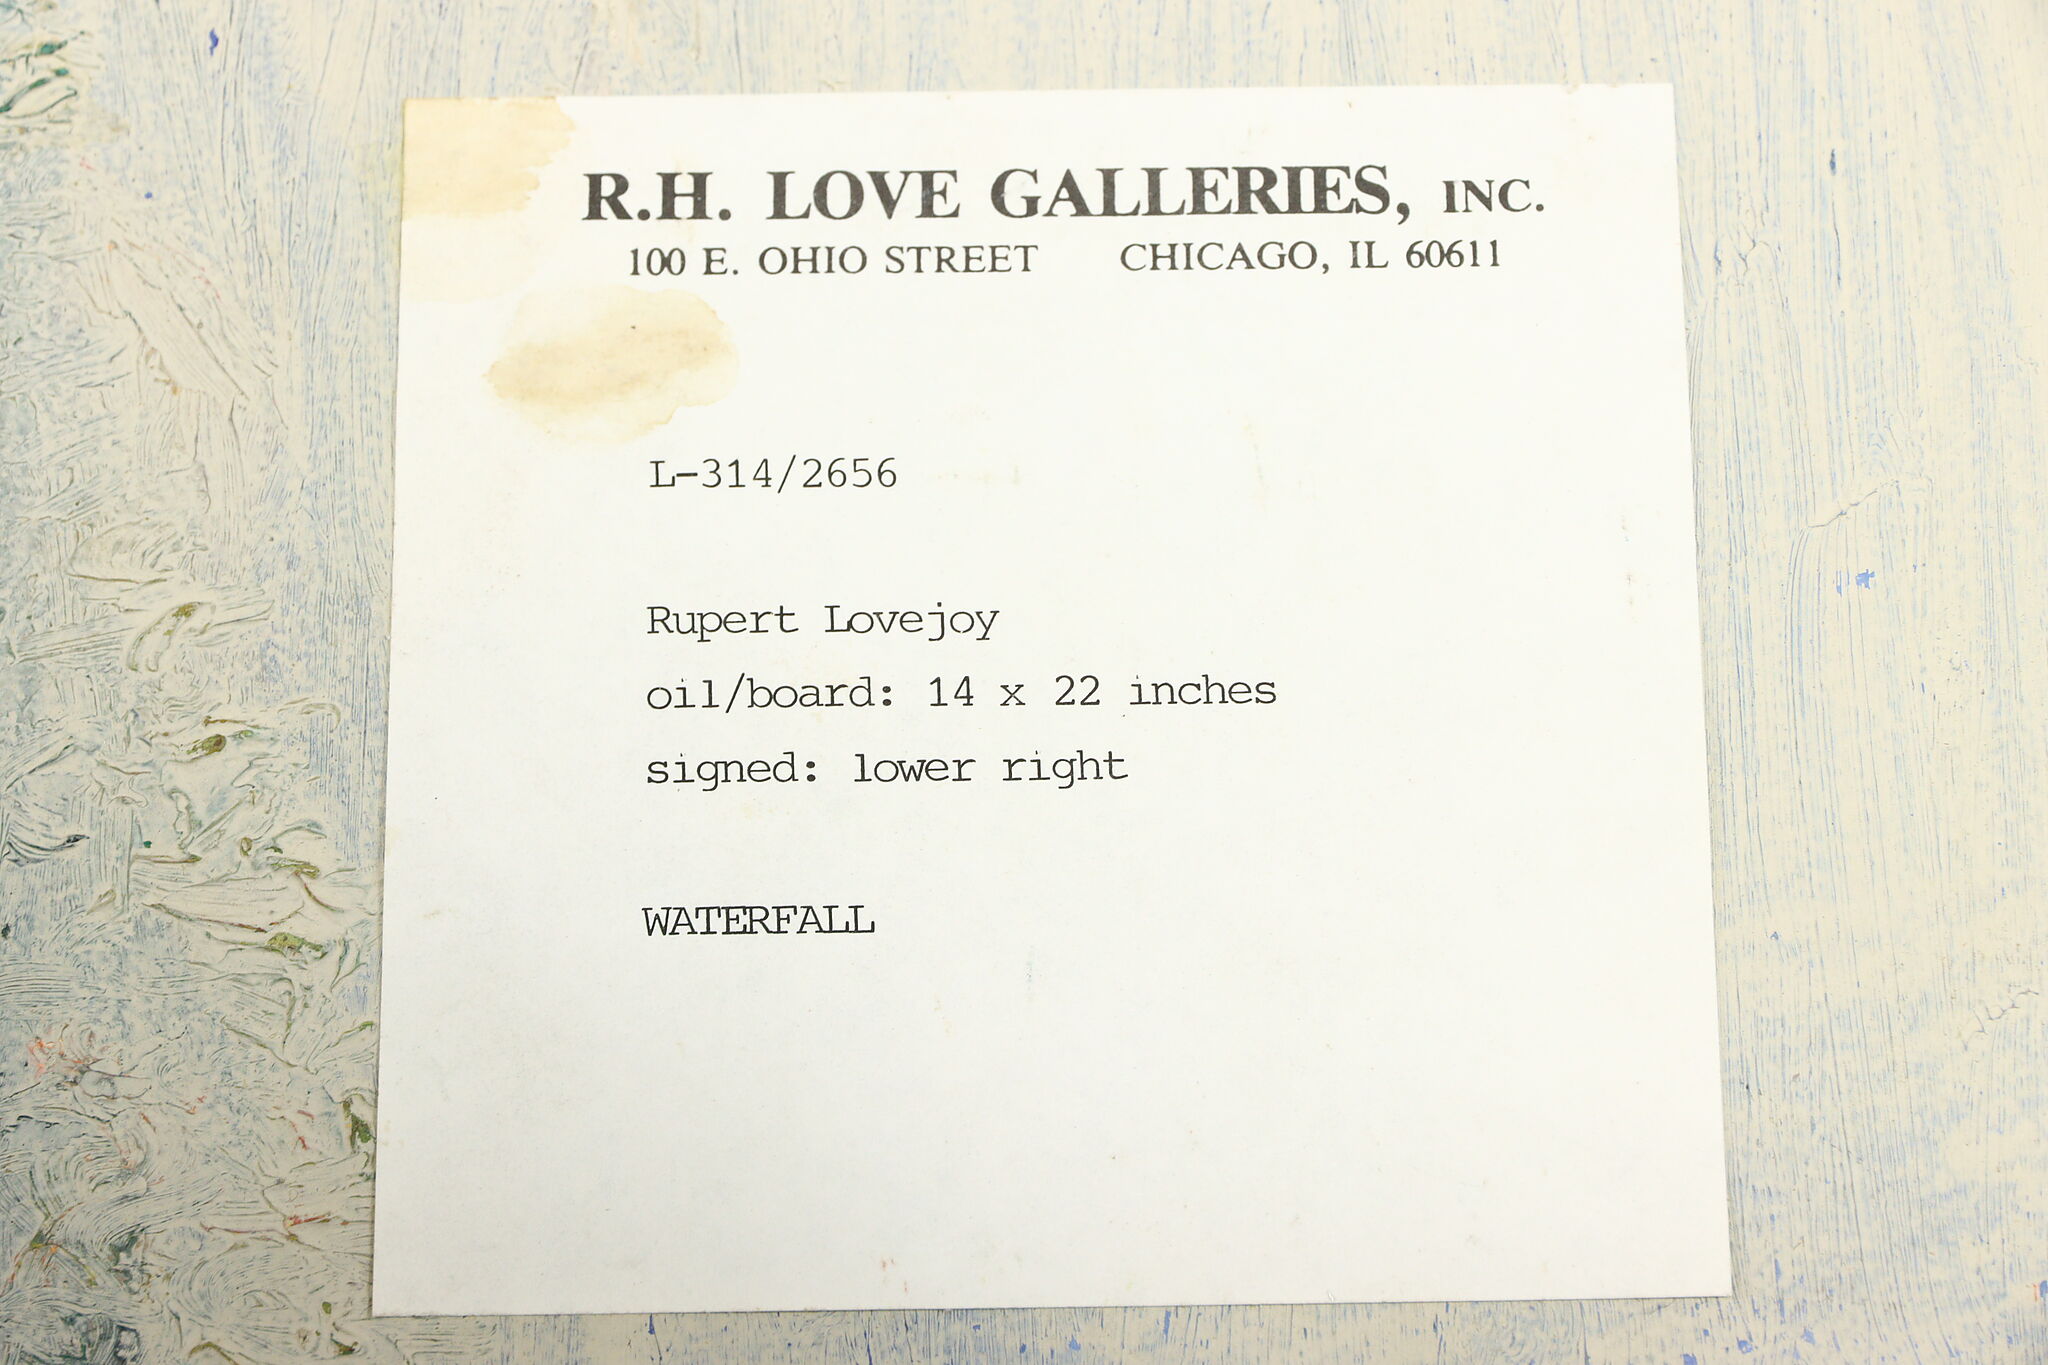 R.H. LOVE GALLERIES, INC.
100 E. OHIO STREET CHICAGO, IL 60611
L-314/2656
Rupert Lovejoy
oil/board: 14 x 22 inches
signed: lower right
WATERFALL